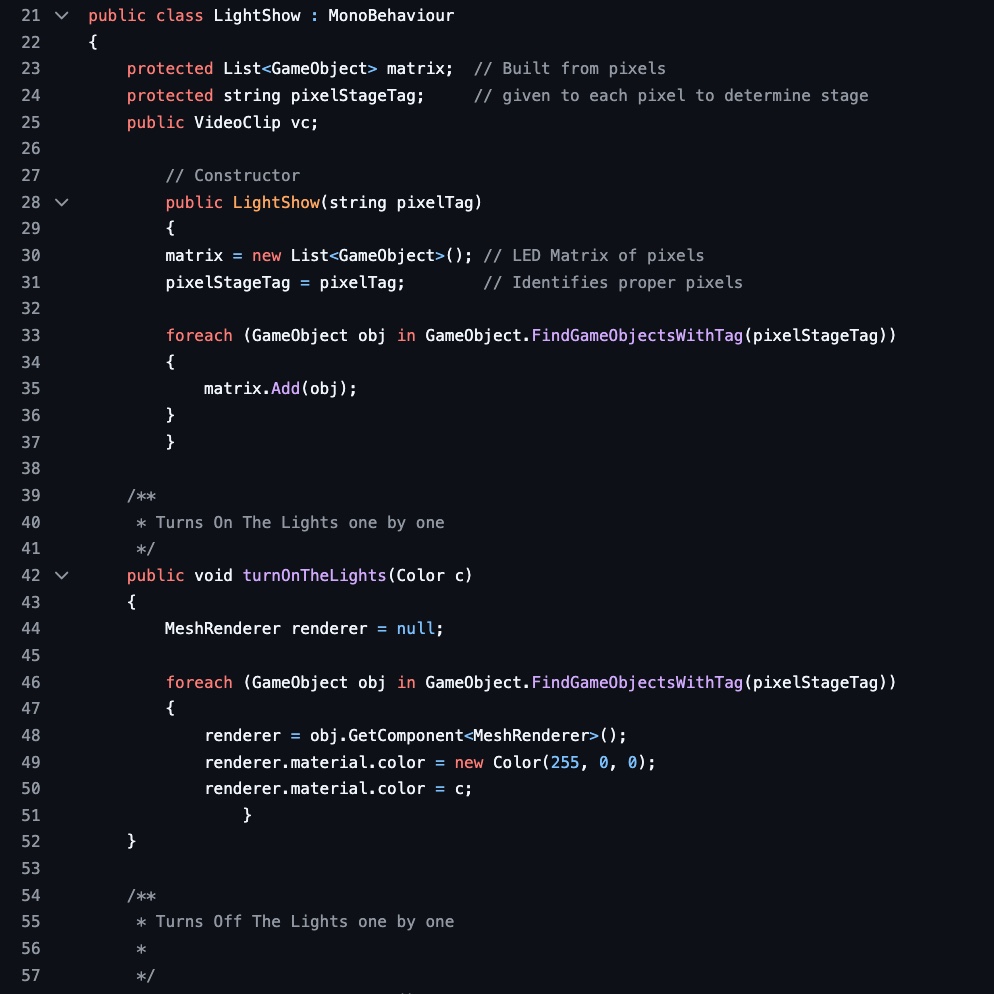 21 public class LightShow : MonoBehaviour
22 {
23 protected List<GameObject> matrix; // Built from pixels
24 protected string pixelStageTag; // given to each pixel to determine stage
25 public VideoClip vc;
26
27 // Constructor
28 public LightShow(string pixelTag)
29 {
30 matrix = new List<GameObject>(); // LED Matrix of pixels
31 pixelStageTag = pixelTag; // Identifies proper pixels
32
33 foreach (GameObject obj in GameObject.FindGameObjectsWithTag(pixelStageTag))
34 {
35 matrix.Add(obj);
36 }
37 }
38
39 /**
40 * Turns On The Lights one by one
41 */
42 public void turnOnTheLights(Color c)
43 {
44 MeshRenderer renderer = null;
45
46 foreach (GameObject obj in GameObject.FindGameObjectsWithTag(pixelStageTag))
47 {
48 renderer = obj.GetComponent<MeshRenderer>();
49 renderer.material.color = new Color(255, 0, 0);
50 renderer.material.color = c;
51 }
52 }
53
54 /**
55 * Turns Off The Lights one by one
56 *
57 */